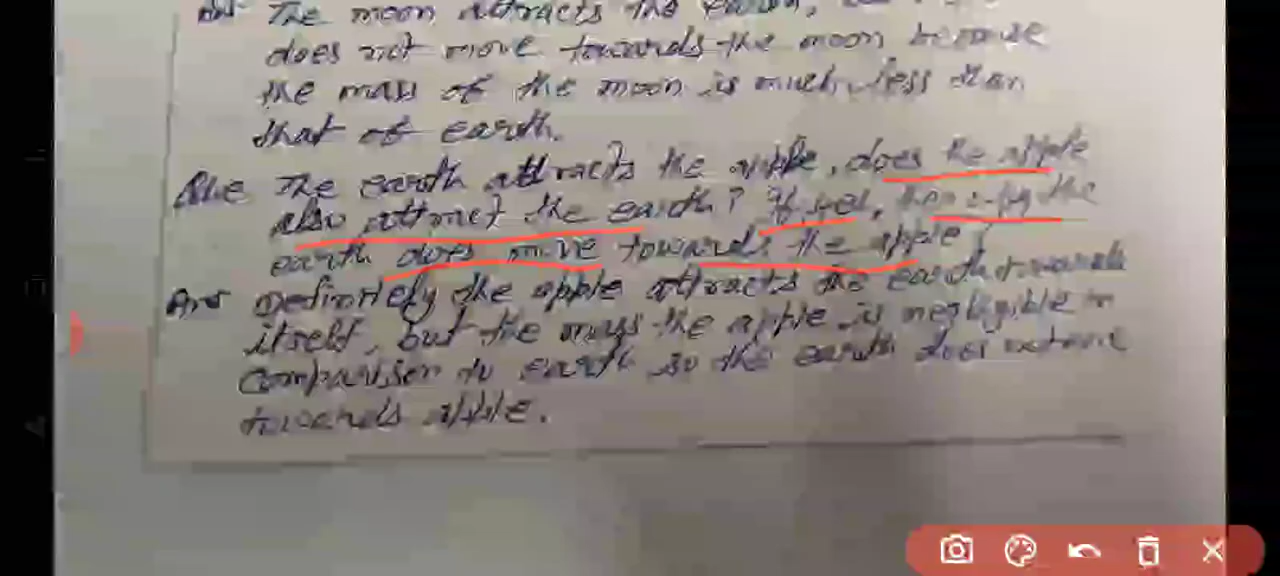 Ans The moon attracts the earth,
does not move towards the moon because
the mass of the moon is much less than
that of earth.
Que The earth attracts the apple, does the apple
also attract the earth? If yes, the
earth does move towards the apple?
Ans Definitely the apple attracts the earth towards
itself, but the mass the apple is negligible in
comparison to earth so the earth does not move
towards apple.